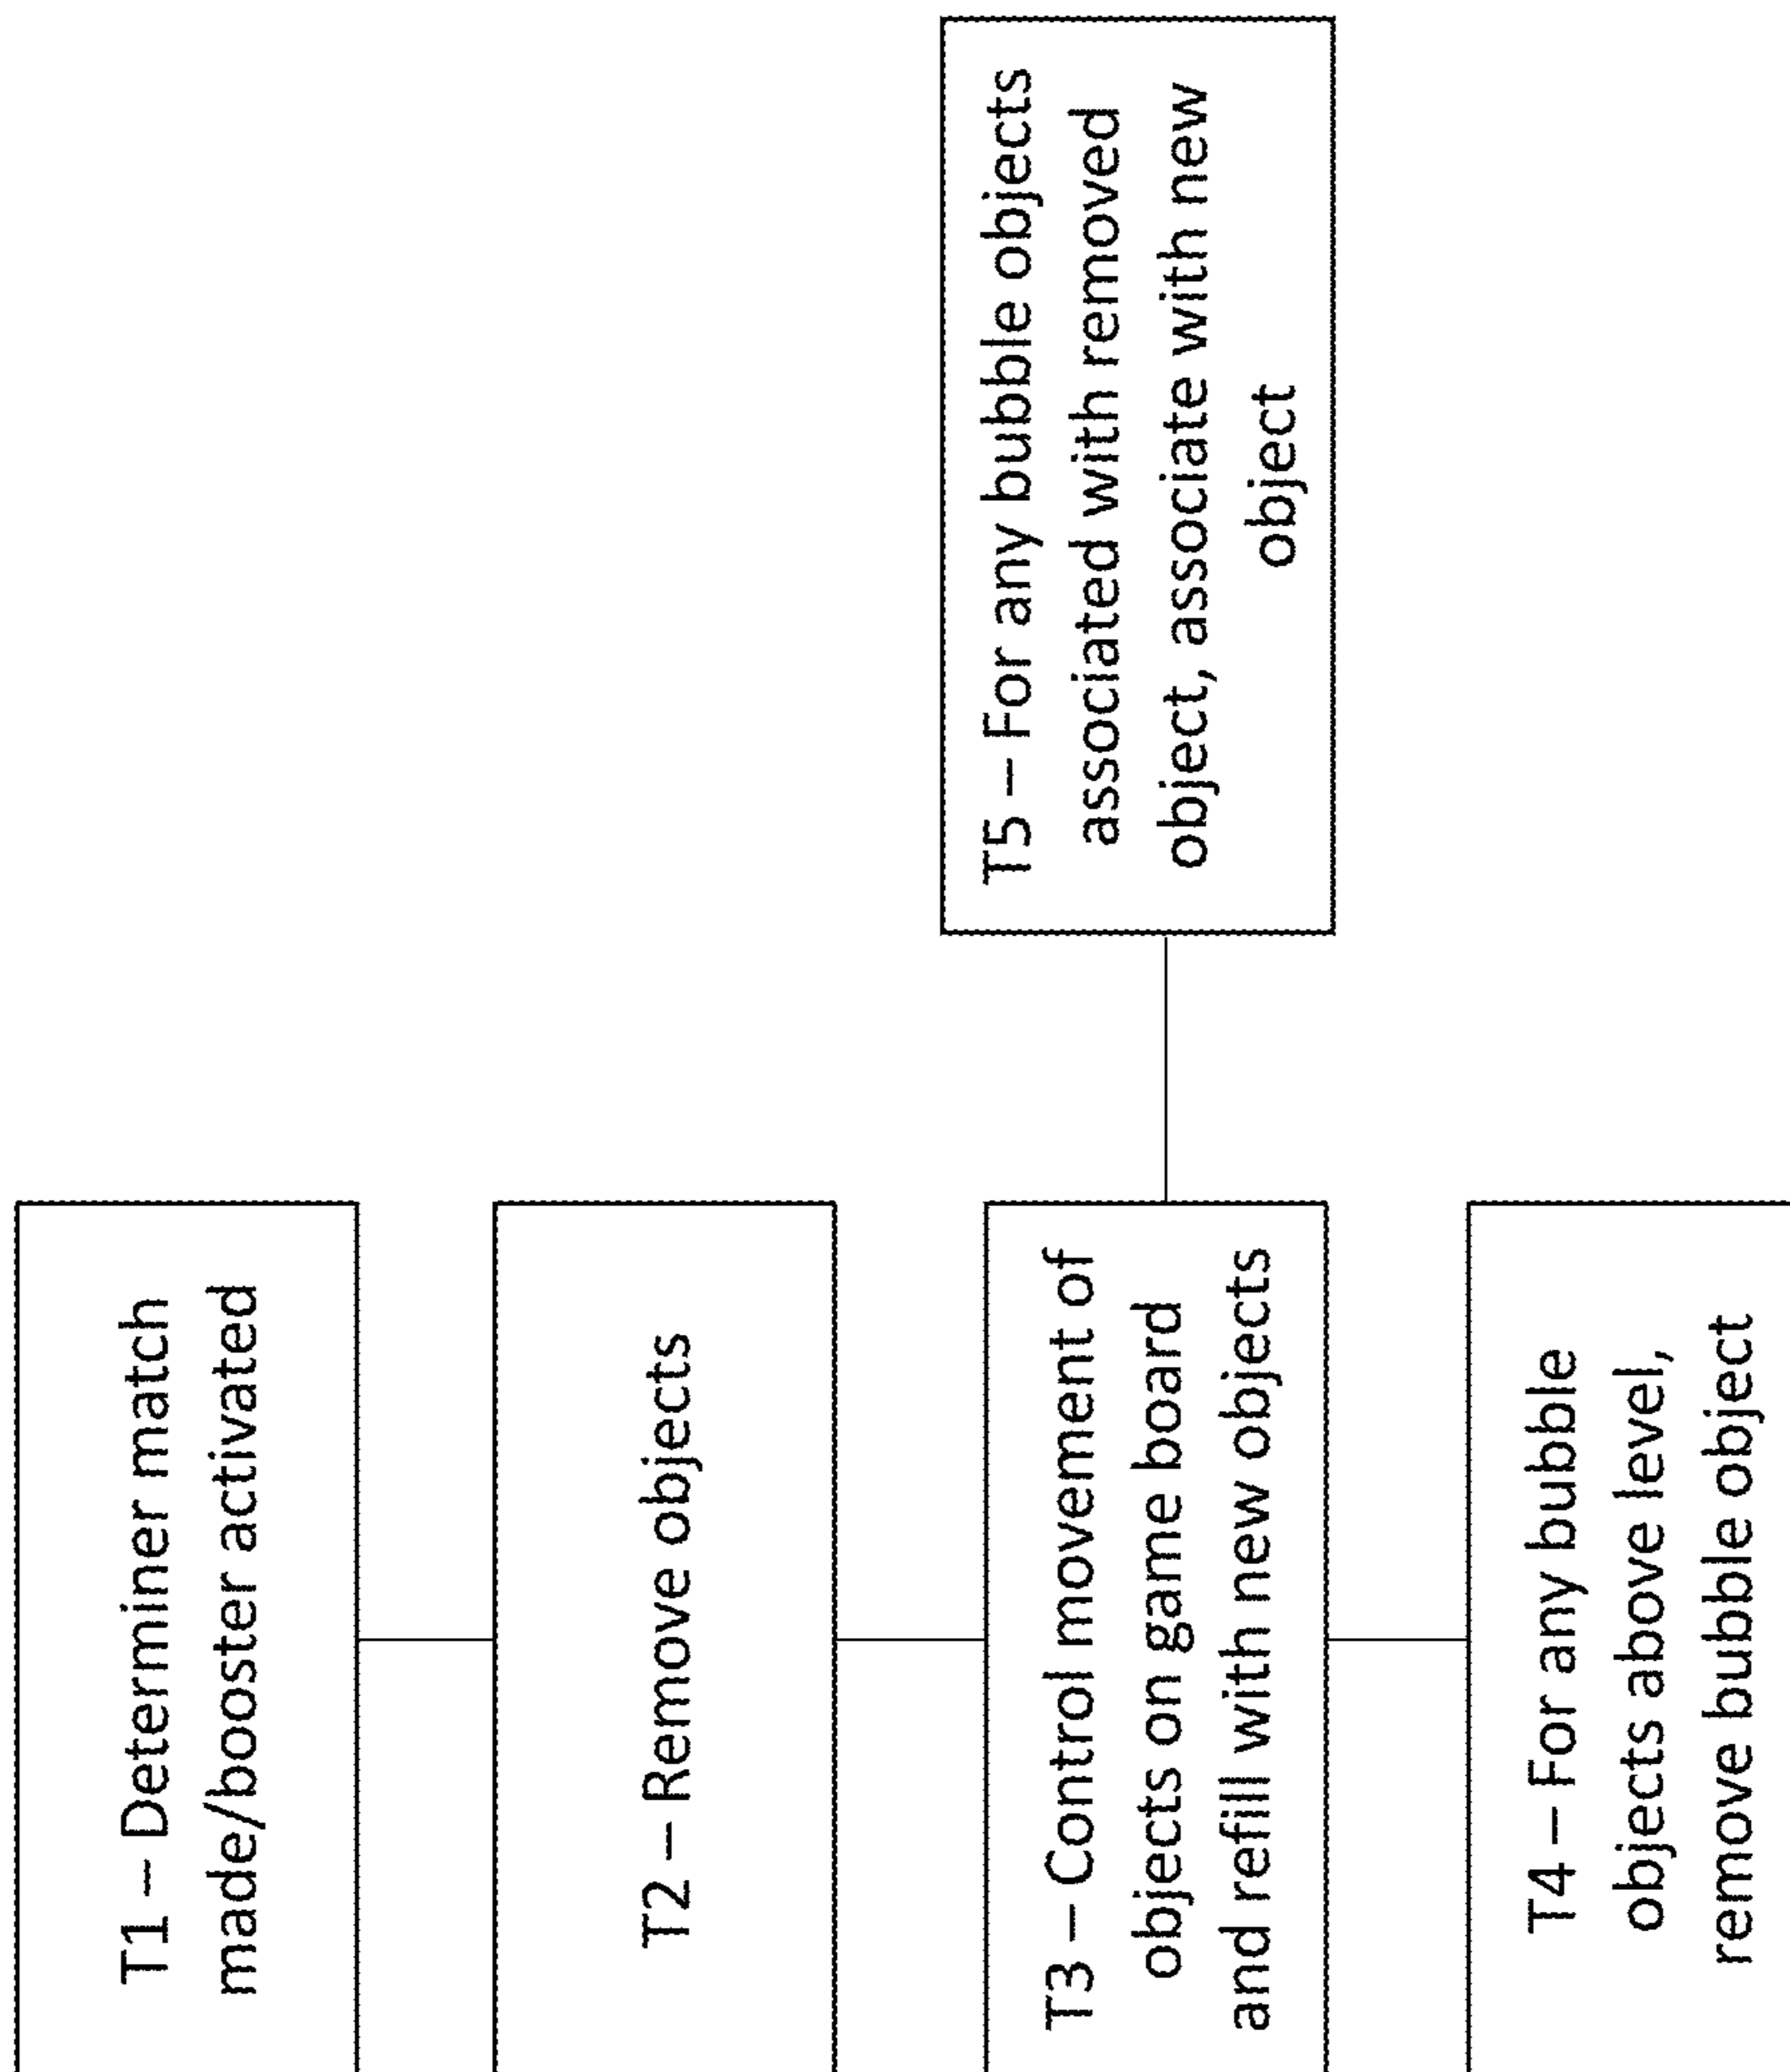 T1 – Determiner match
made/booster activated
T2 – Remove objects
T3 – Control movement of
objects on game board
and refill with new objects
T4 – For any bubble
objects above level,
remove bubble object
T5 – For any bubble objects
associated with removed
object, associate with new
object